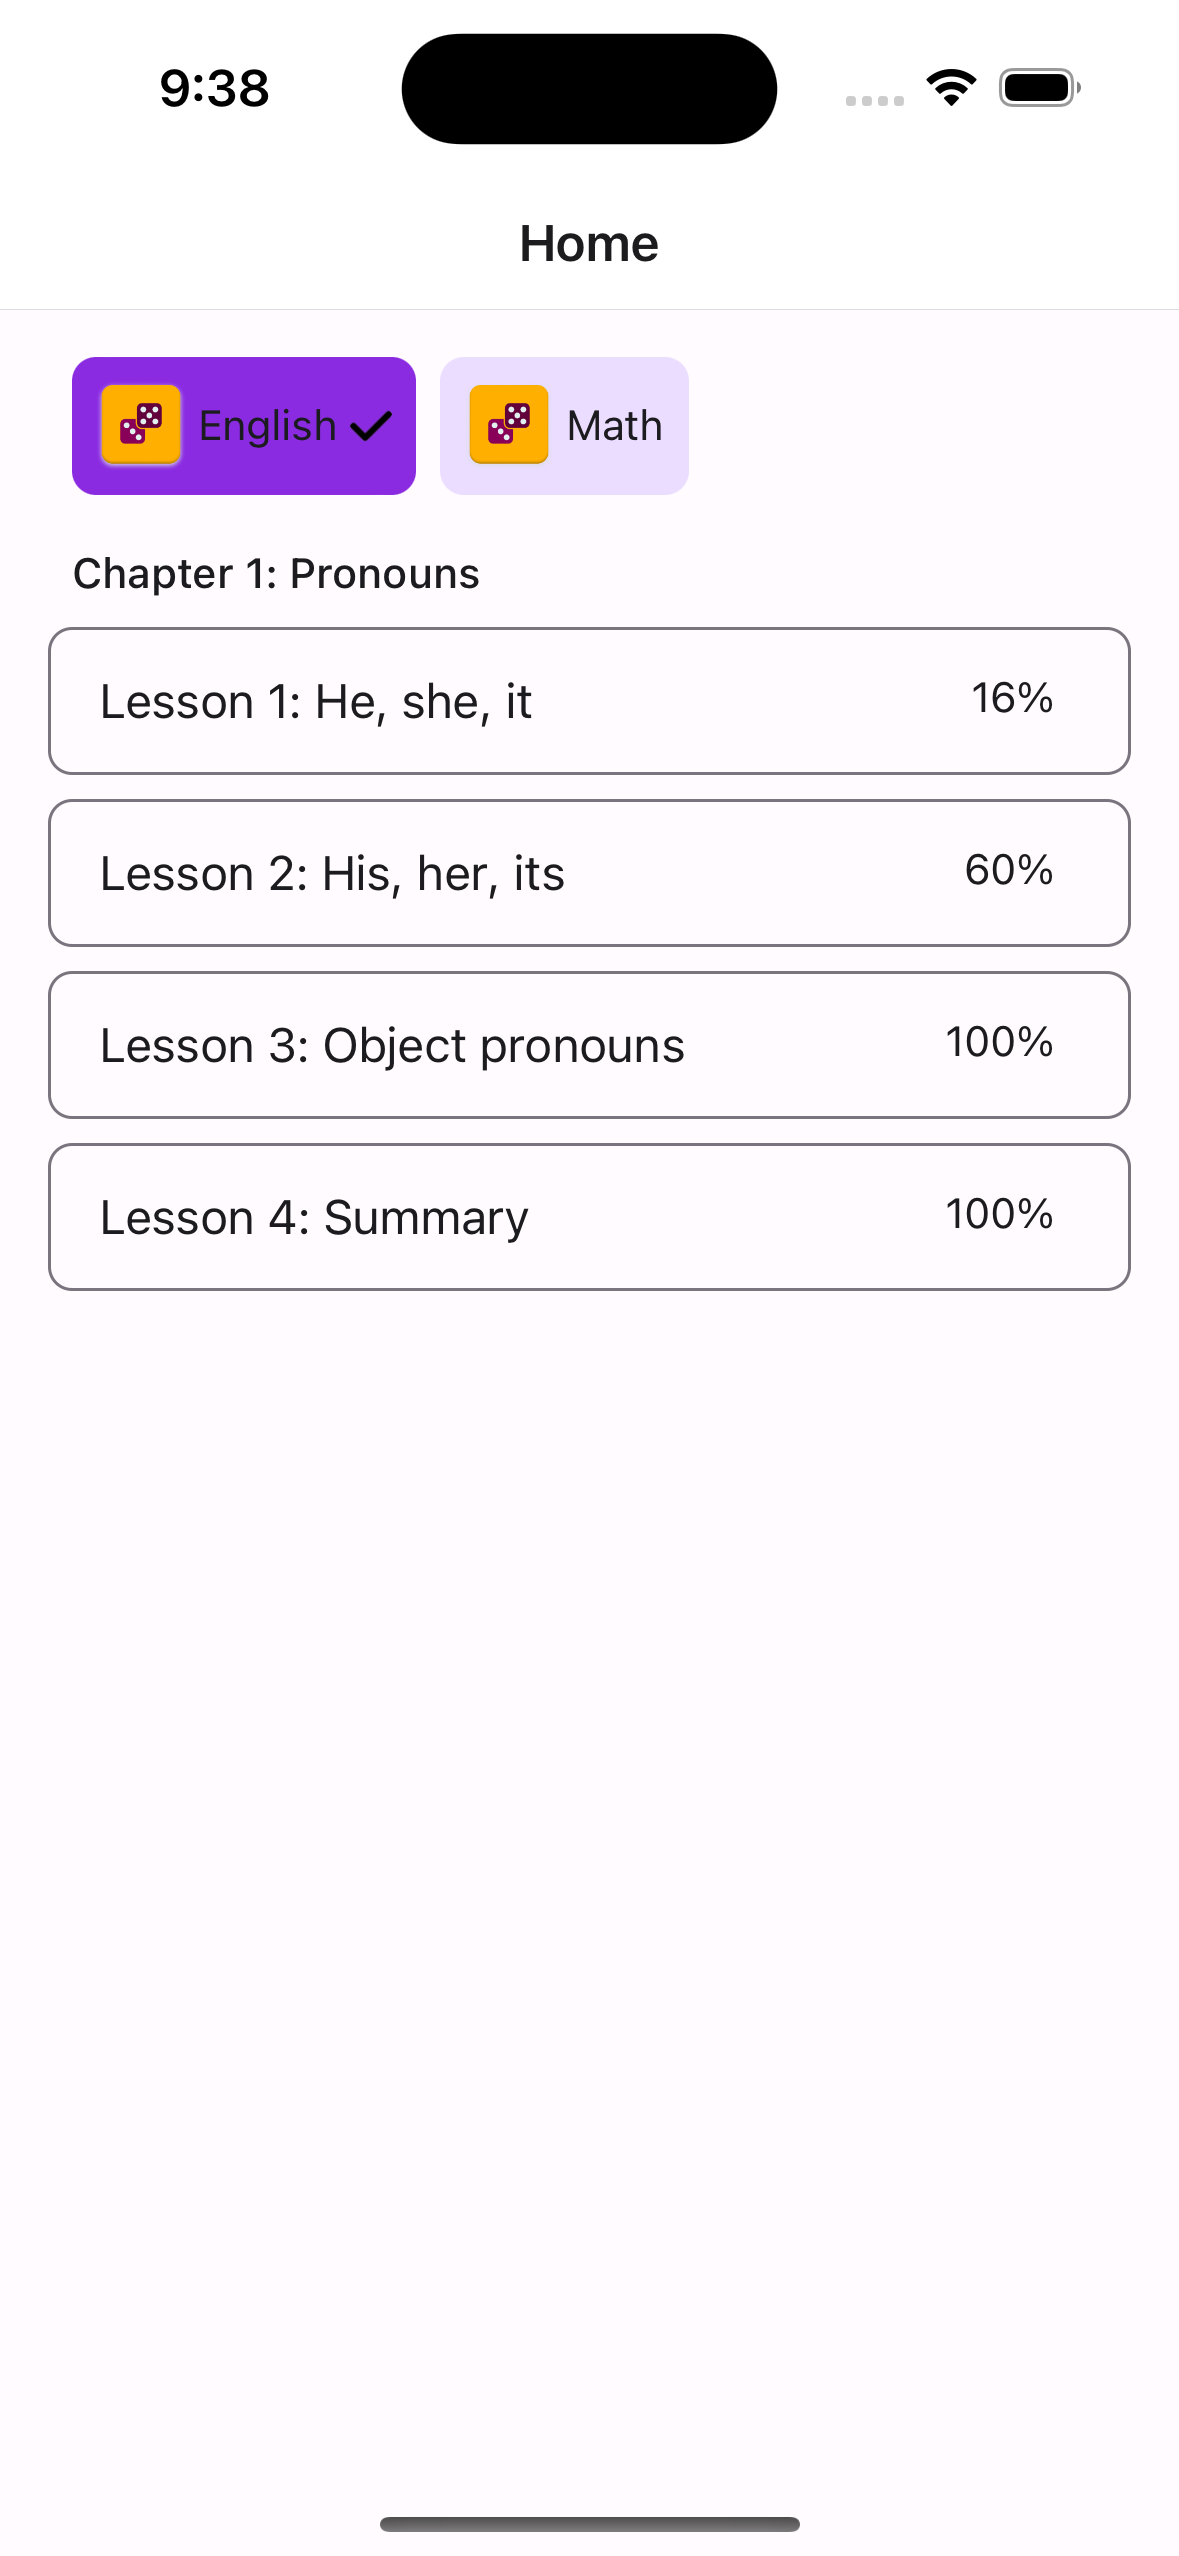 9:38
Home
English
Math
Chapter 1: Pronouns
Lesson 1: He, she, it
16%
Lesson 2: His, her, its
60%
Lesson 3: Object pronouns
100%
Lesson 4: Summary
100%